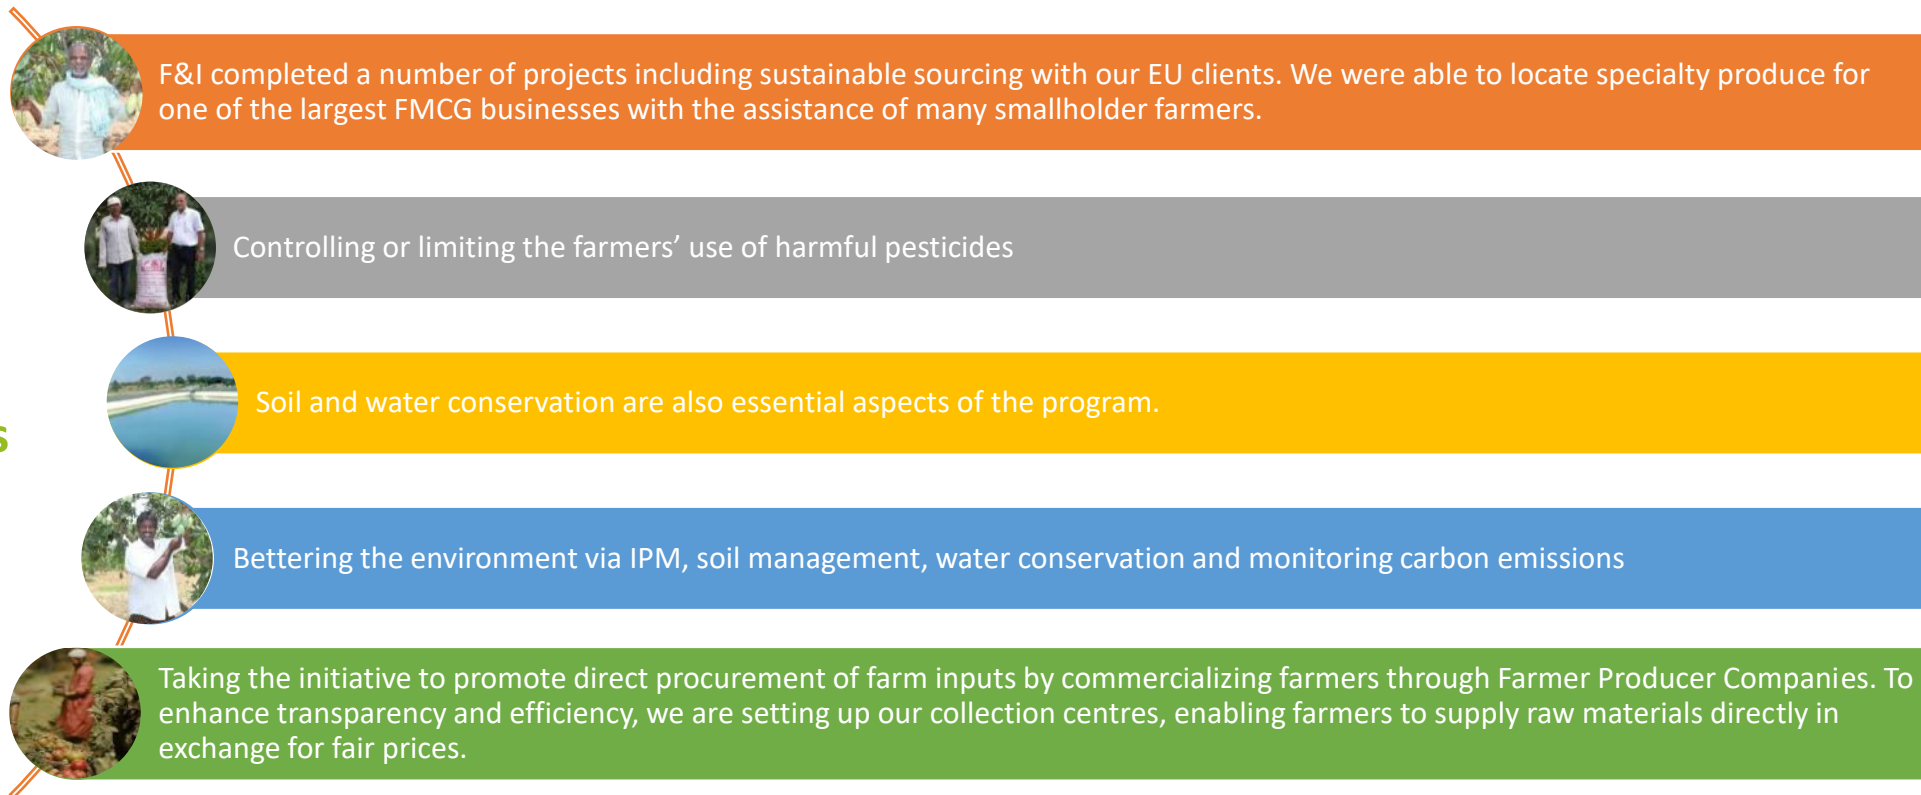 F&I completed a number of projects including sustainable sourcing with our EU clients. We were able to locate specialty produce for
one of the largest FMCG businesses with the assistance of many smallholder farmers.
Controlling or limiting the farmers’ use of harmful pesticides
Soil and water conservation are also essential aspects of the program.
s
Bettering the environment via IPM, soil management, water conservation and monitoring carbon emissions
Taking the initiative to promote direct procurement of farm inputs by commercializing farmers through Farmer Producer Companies. To
enhance transparency and efficiency, we are setting up our collection centres, enabling farmers to supply raw materials directly in
exchange for fair prices.